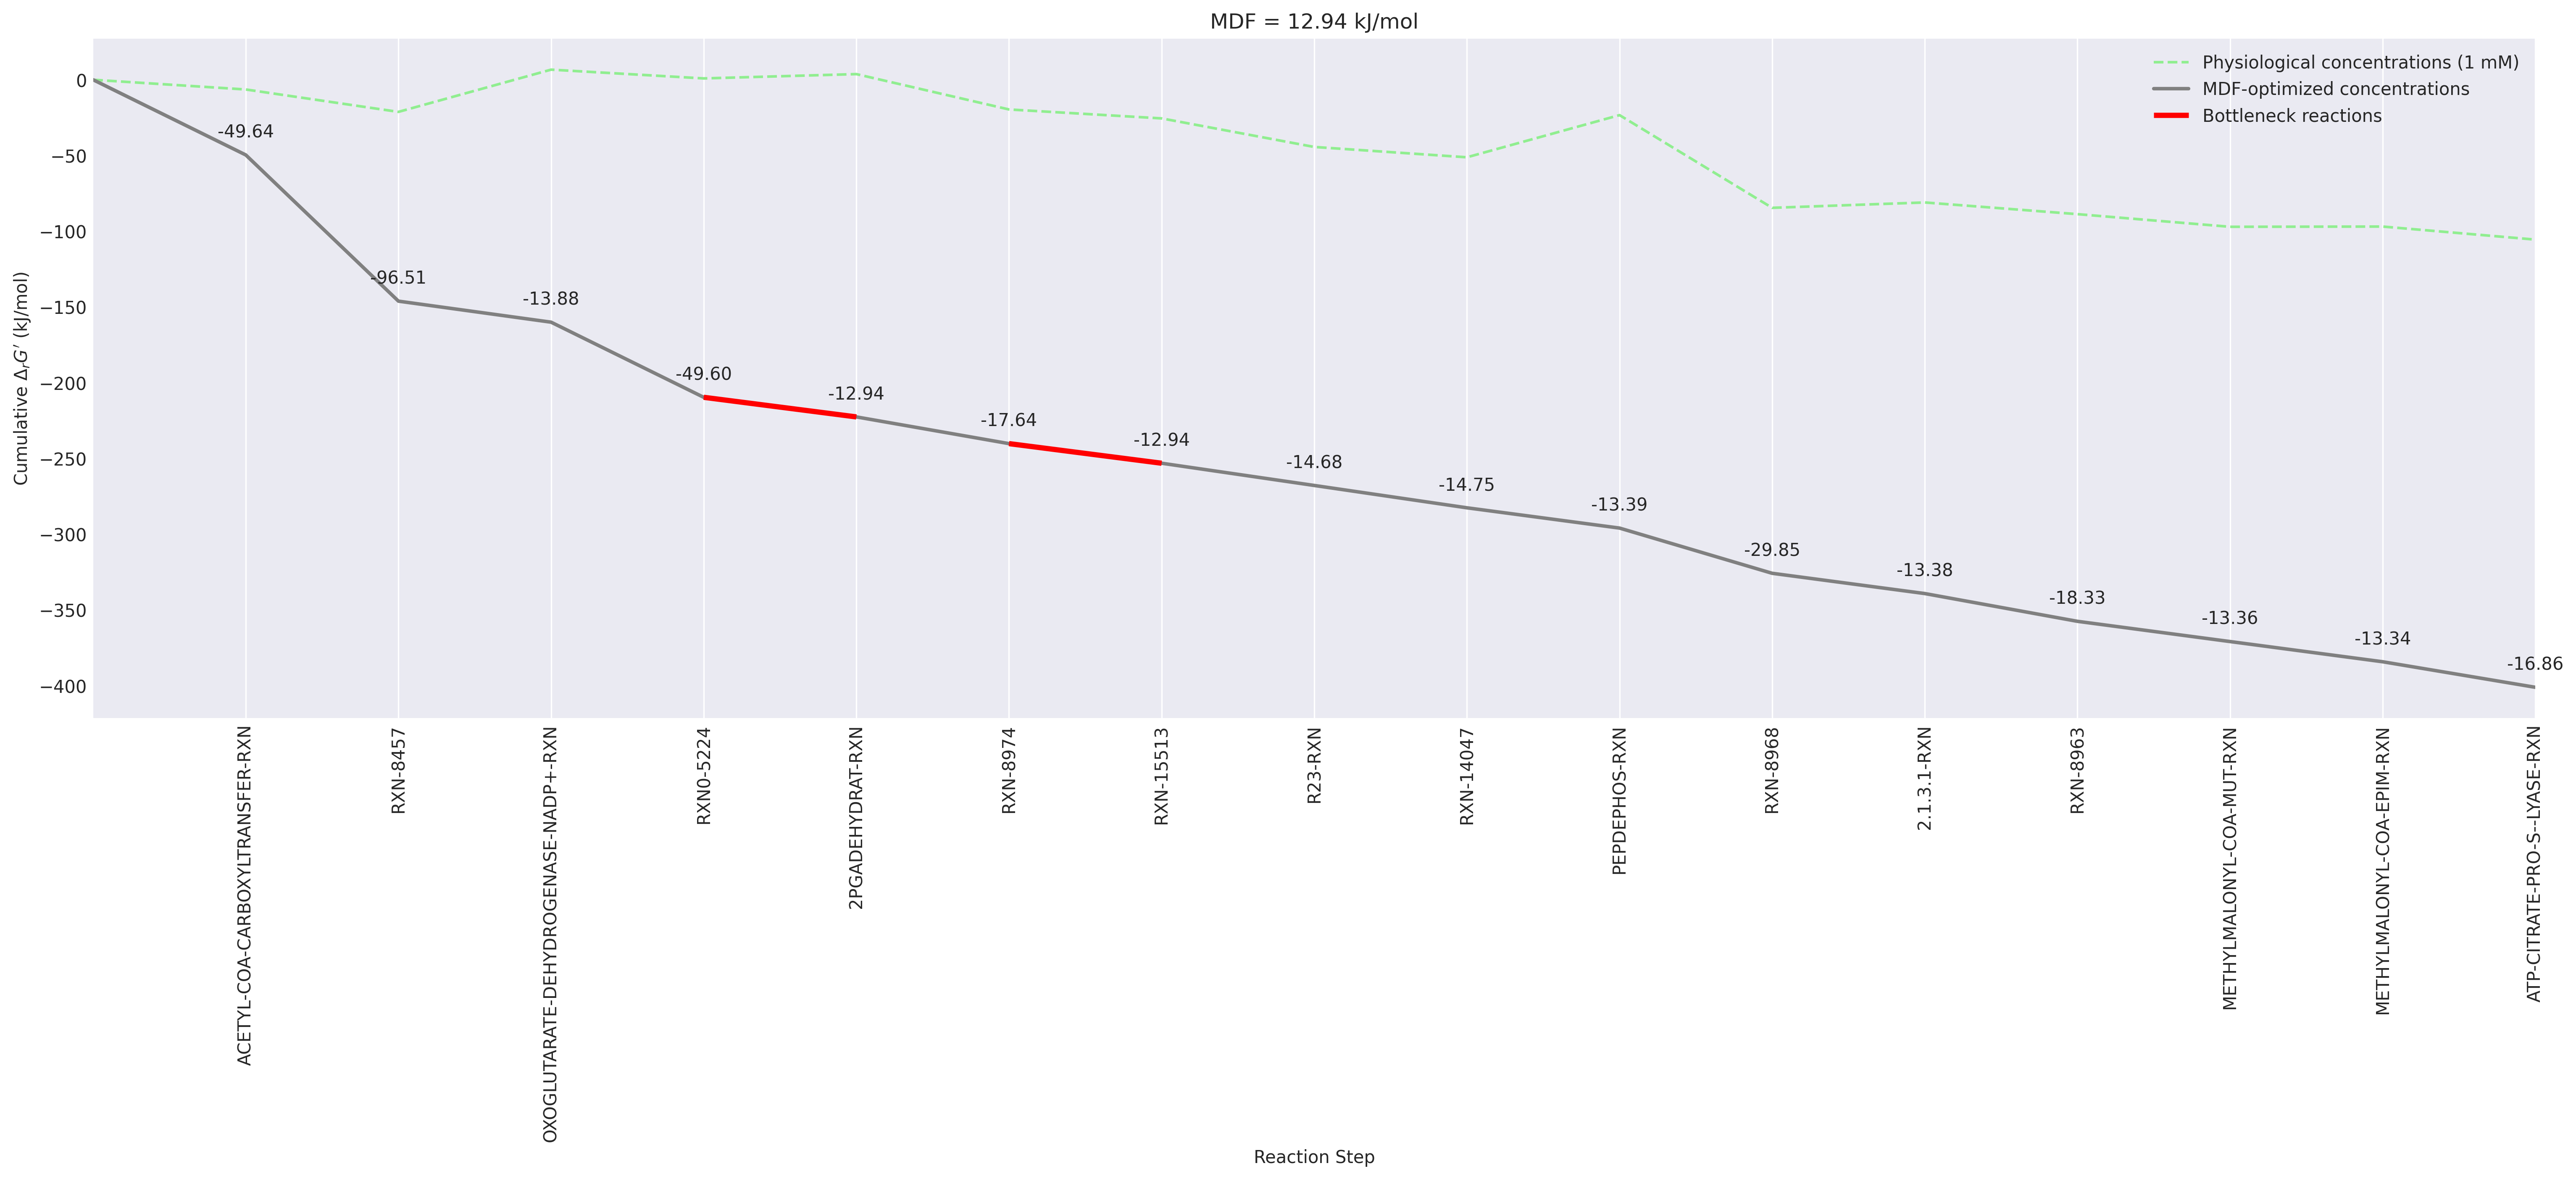 MDF = 12.94 kJ/mol
Physiological concentrations (1 mM)
MDF-optimized concentrations
Bottleneck reactions
Cumulative ΔrG′ (kJ/mol)
0
−50
−100
−150
−200
−250
−300
−350
−400
-49.64
-96.51
-13.88
-49.60
-12.94
-17.64
-12.94
-14.68
-14.75
-13.39
-29.85
-13.38
-18.33
-13.36
-13.34
-16.86
ACETYL-COA-CARBOXYLTRANSFER-RXN
RXN-8457
OXOGLUTARATE-DEHYDROGENASE-NADP+-RXN
RXN0-5224
2PGADEHYDRAT-RXN
RXN-8974
RXN-15513
R23-RXN
RXN-14047
PEPDEPHOS-RXN
RXN-8968
2.1.3.1-RXN
RXN-8963
METHYLMALONYL-COA-MUT-RXN
METHYLMALONYL-COA-EPIM-RXN
ATP-CITRATE-PRO-S--LYASE-RXN
Reaction Step